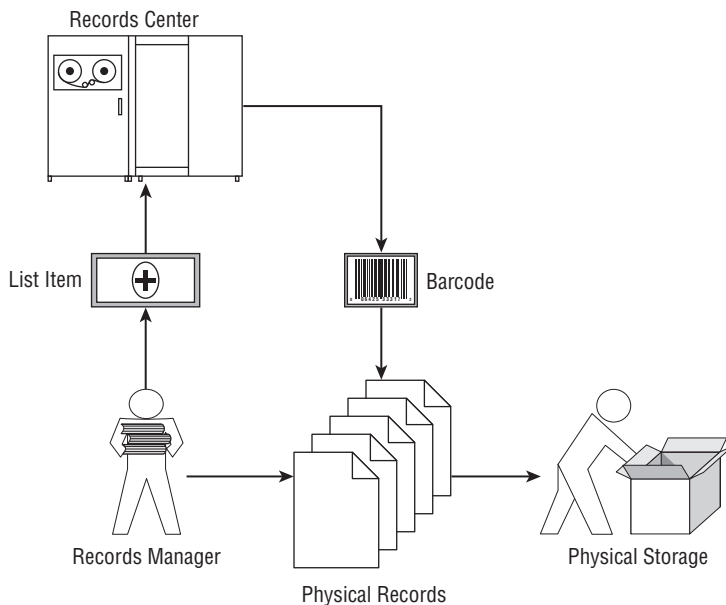 Records Center
List Item
Barcode
Records Manager
Physical Storage
Physical Records